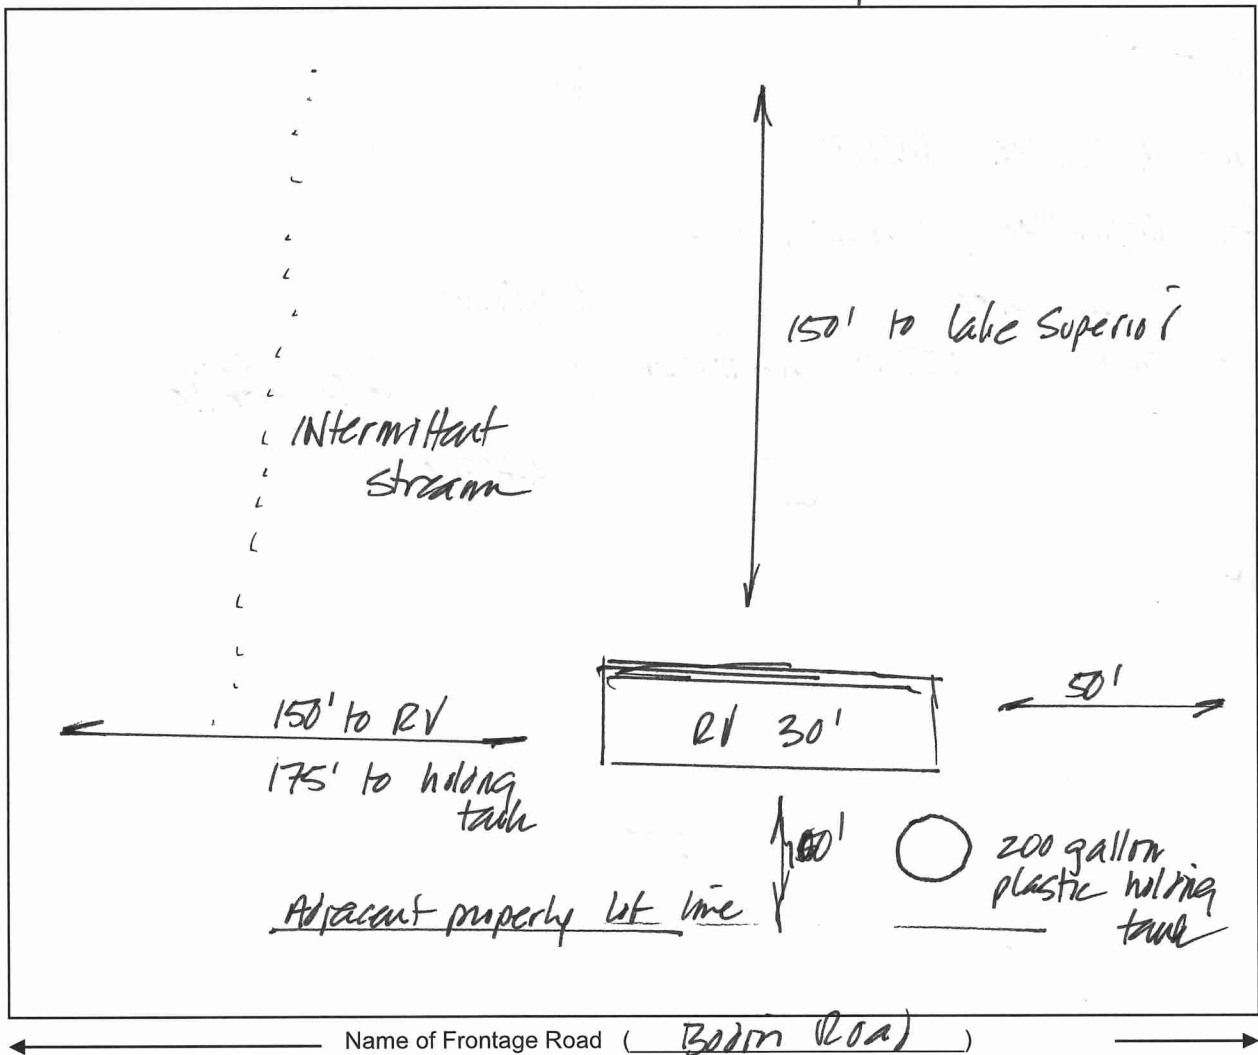 150' to Lake Superior
Intermittent
stream
150' to RV
175' to holding
tank
RV 30'
50'
200 gallon
plastic holding
tank
Adjacent property lot line
Name of Frontage Road ( Bodin Road )